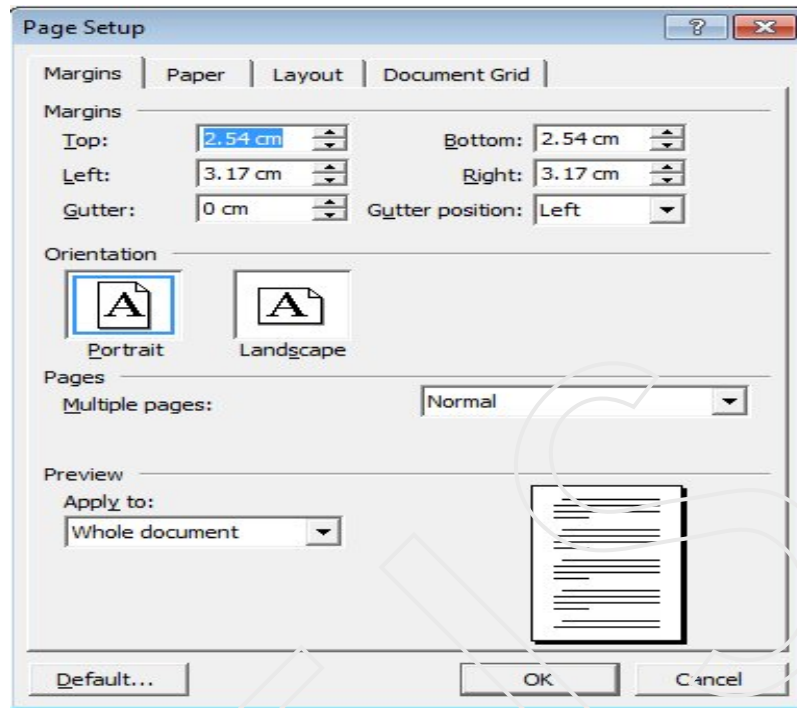 Page Setup
Margins Paper Layout Document Grid
Margins
Top: 2.54 cm Bottom: 2.54 cm
Left: 3.17 cm Right: 3.17 cm
Gutter: 0 cm Gutter position: Left
Orientation
A A
Portrait Landscape
Pages
Multiple pages: Normal
Preview
Apply to:
Whole document
Default... OK Cancel